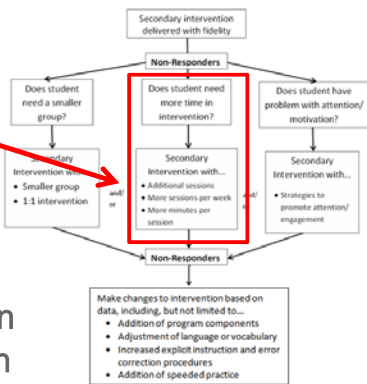 Secondary intervention
delivered with fidelity
Non-Responders
Does student
need a smaller
group?
Does student need
more time in
intervention?
Does student have
problem with attention/
motivation?
Secondary
Intervention with...
• Smaller group
• 1:1 intervention
and/
or
Secondary
Intervention with...
• Additional sessions
• More sessions per week
• More minutes per
session
and/
or
Secondary
Intervention with...
• Strategies to
promote attention/
engagement
Non-Responders
Make changes to intervention based on
data, including, but not limited to...
• Addition of program components
• Adjustment of language or vocabulary
• Increased explicit instruction and error
correction procedures
• Addition of speeded practice